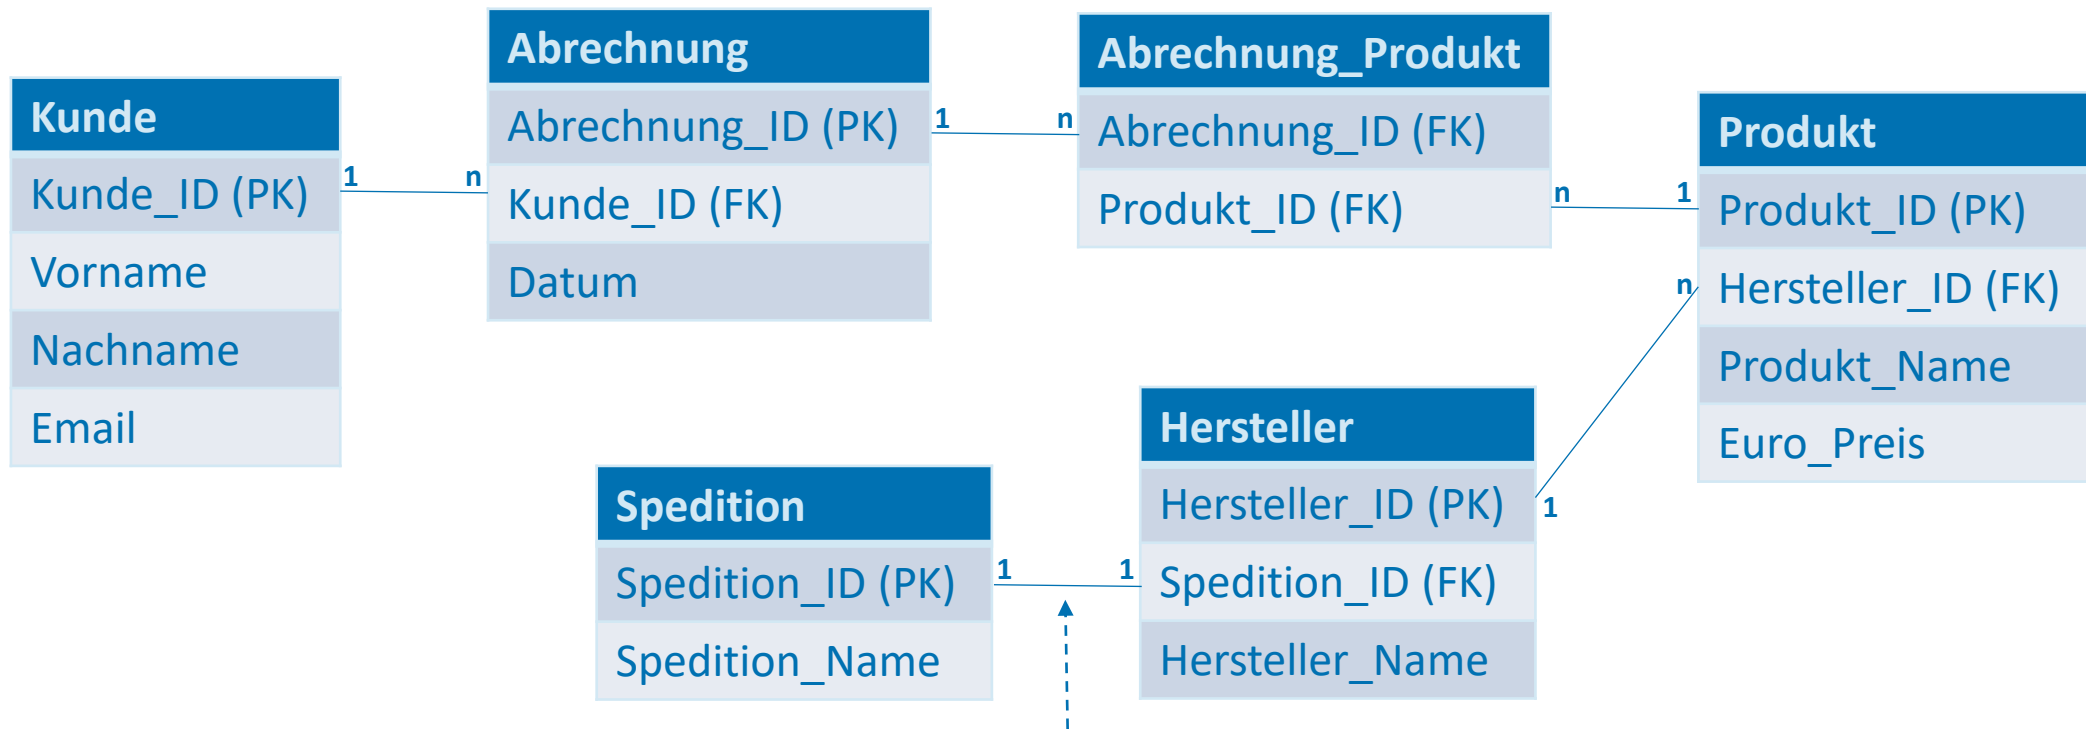 Kunde
Kunde_ID (PK)
Vorname
Nachname
Email
1
n
Abrechnung
Abrechnung_ID (PK)
Kunde_ID (FK)
Datum
1
n
Abrechnung_Produkt
Abrechnung_ID (FK)
Produkt_ID (FK)
n
1
Produkt
Produkt_ID (PK)
Hersteller_ID (FK)
Produkt_Name
Euro_Preis
n
1
Spedition
Spedition_ID (PK)
Spedition_Name
1
1
Hersteller
Hersteller_ID (PK)
Spedition_ID (FK)
Hersteller_Name